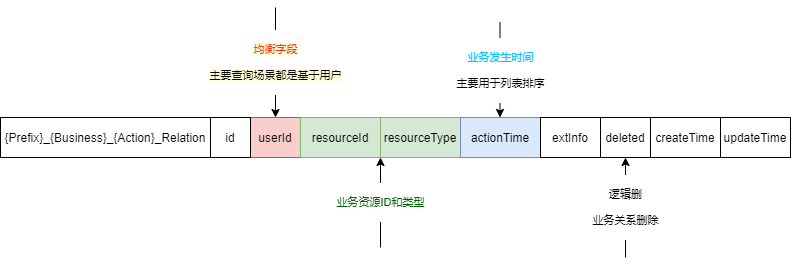 均衡字段
主要查询场景都是基于用户
业务发生时间
主要用于列表排序
{Prefix}_{Business}_{Action}_Relation id userId resourceId resourceType actionTime extInfo deleted createTime updateTime
业务资源ID和类型
逻辑删
业务关系删除